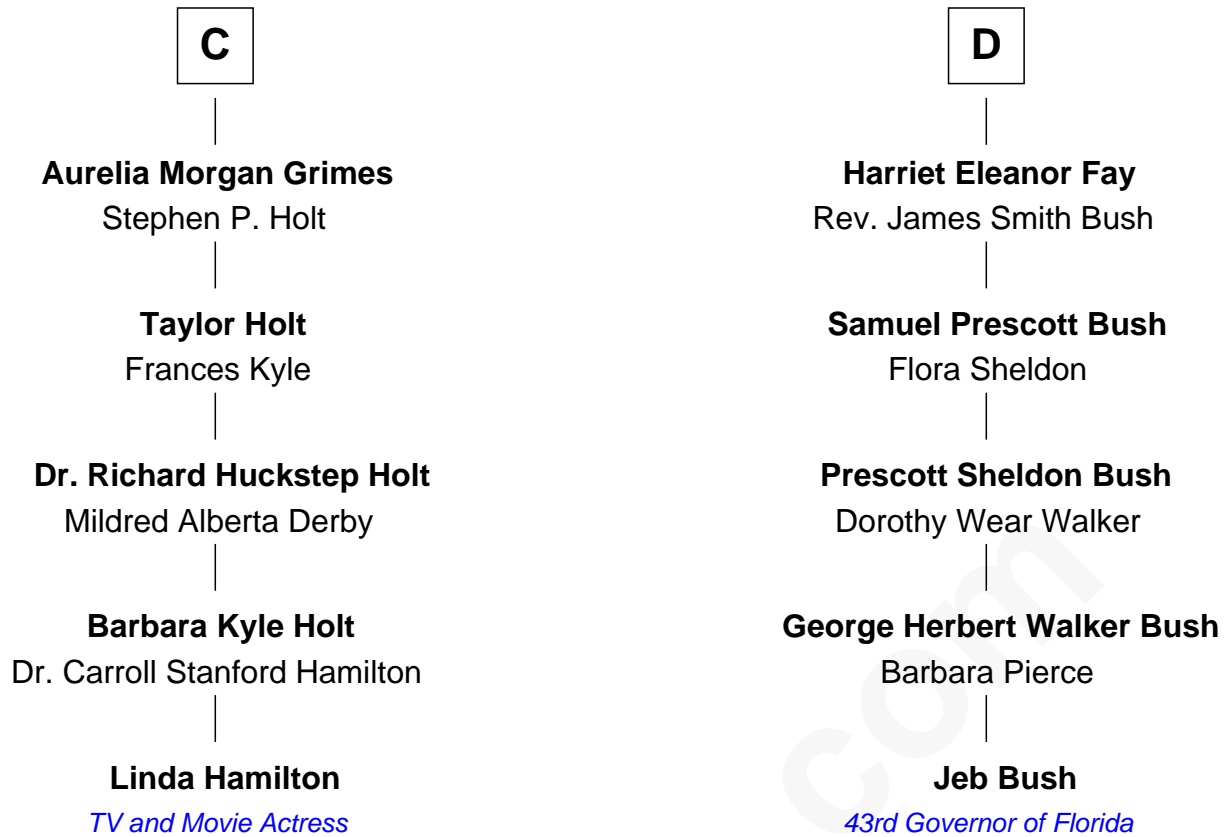 C
Aurelia Morgan Grimes
Stephen P. Holt
Taylor Holt
Frances Kyle
Dr. Richard Huckstep Holt
Mildred Alberta Derby
Barbara Kyle Holt
Dr. Carroll Stanford Hamilton
Linda Hamilton
TV and Movie Actress
D
Harriet Eleanor Fay
Rev. James Smith Bush
Samuel Prescott Bush
Flora Sheldon
Prescott Sheldon Bush
Dorothy Wear Walker
George Herbert Walker Bush
Barbara Pierce
Jeb Bush
43rd Governor of Florida
com